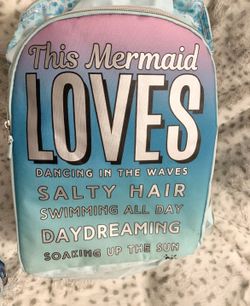 This Mermaid
LOVES
DANCING IN THE WAVES
SALTY HAIR
SWIMMING ALL DAY
DAYDREAMING
SOAKING UP THE SUN